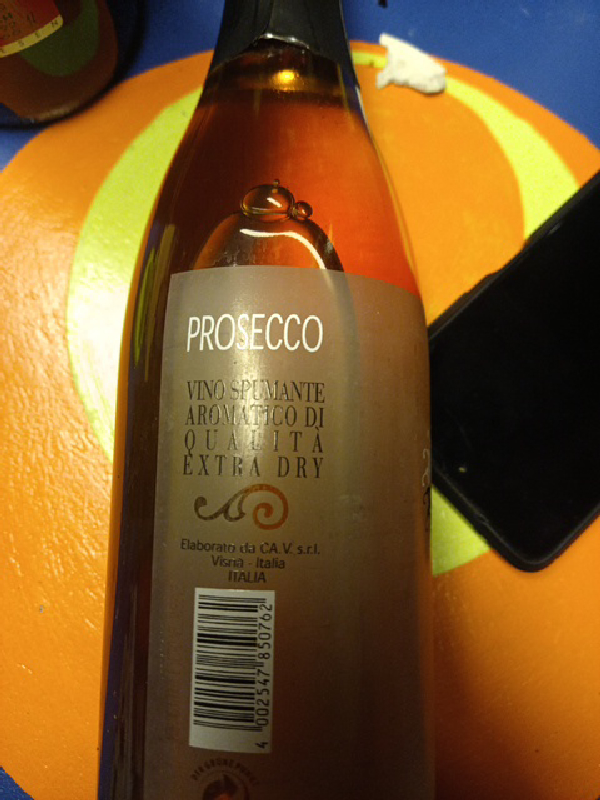 PROSECCO
VINO SPUMANTE
AROMATICO DI
QUALITÀ
EXTRA DRY
Elaborato da CA.V. s.r.l.
Visnà - Italia
ITALIA
4 002547 850762